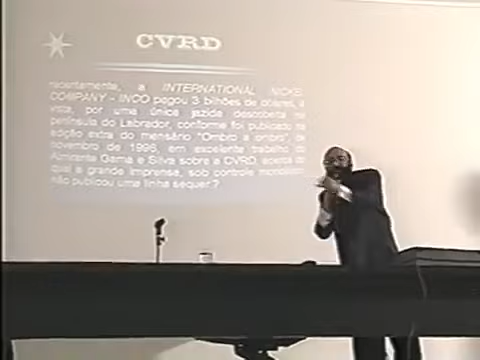 CVRD
recentemente, a INTERNATIONAL NICKEL
COMPANY - INCO pagou 3 bilhões de dólares, à
vista, por uma única jazida descoberta na
península do Labrador, conforme foi publicado na
edição extra do mensário "Ombro a ombro", de
novembro de 1996, em excelente trabalho do
Almirante Gama e Silva sobre a CVRD, acerca do
qual a grande imprensa, sob controle
não publicou uma linha sequer?